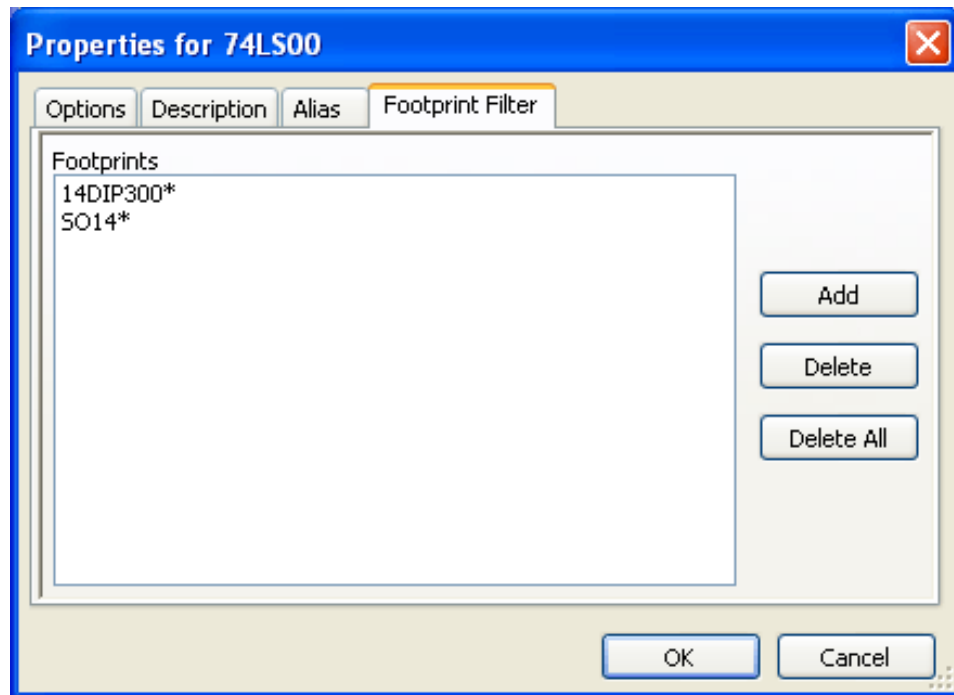 Properties for 74LS00
Options Description Alias Footprint Filter
Footprints
14DIP300*
SO14*
Add
Delete
Delete All
OK Cancel